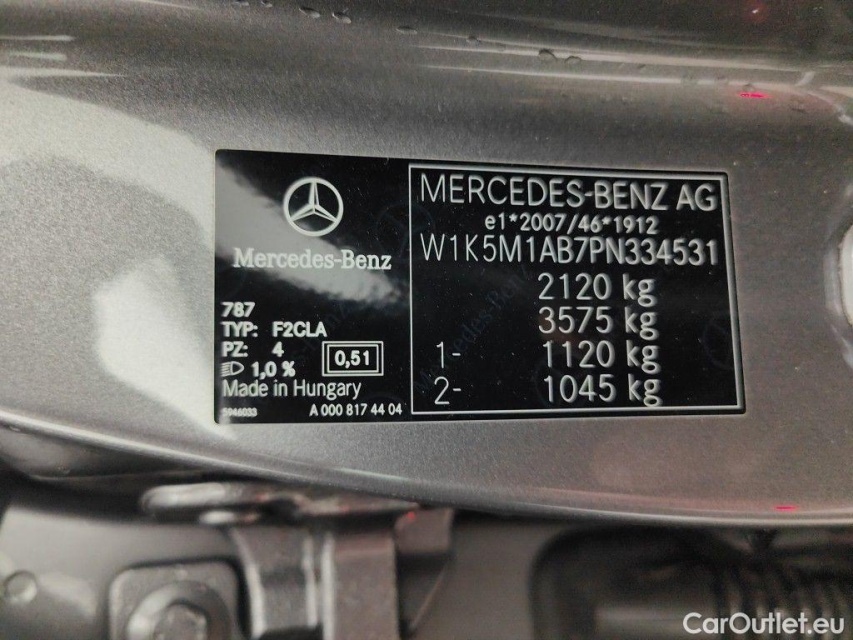 Mercedes-Benz
787
TYP: F2CLA
PZ: 4
1,0 %
0,51
Made in Hungary
5946033
A 000 817 44 04
MERCEDES-BENZ AG
e1*2007/46*1912
W1K5M1AB7PN334531
2120 kg
3575 kg
1- 1120 kg
2- 1045 kg
CarOutlet.eu